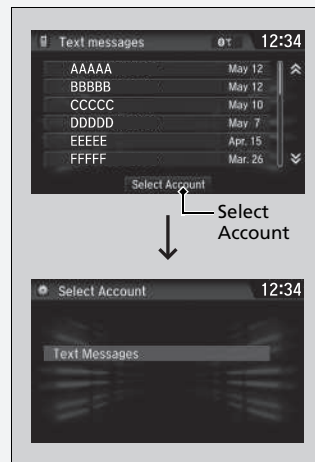 Text messages 0 12:34
AAAAA May 12
BBBBB May 12
CCCCC May 10
DDDDD May 7
EEEEE Apr. 15
FFFFF Mar. 26
Select Account
Select
Account
Select Account 12:34
Text Messages